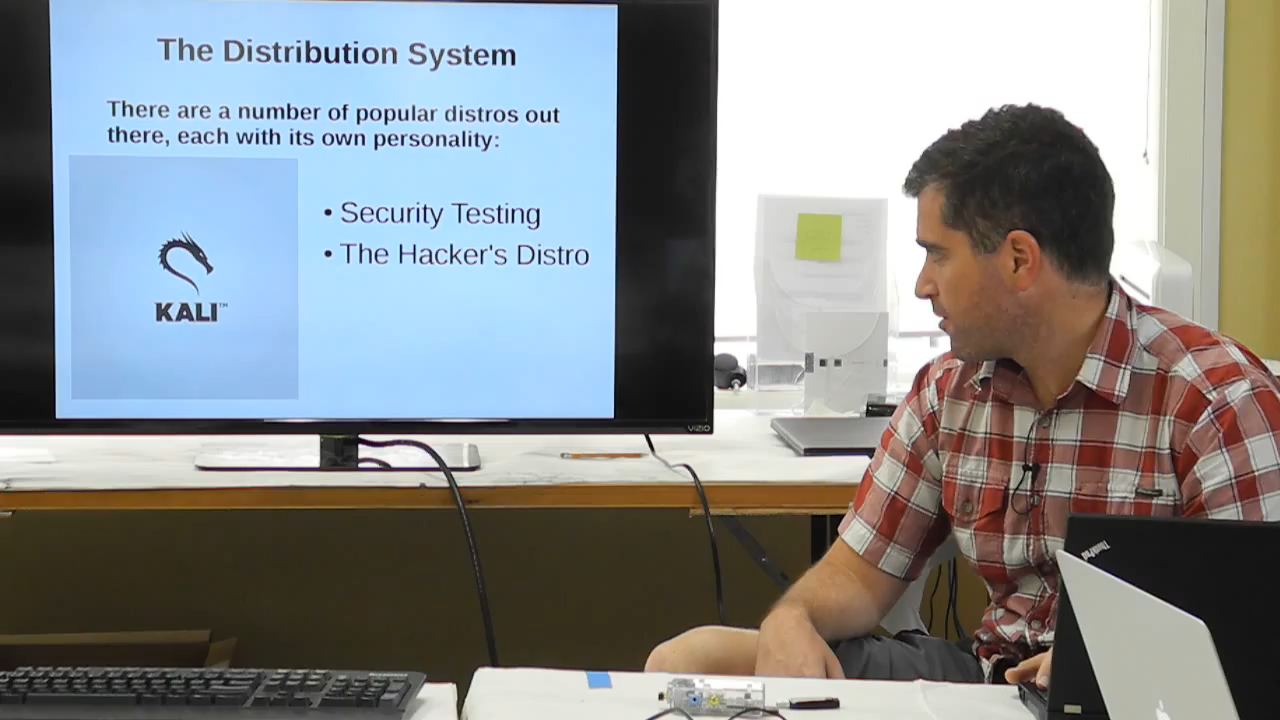 The Distribution System
There are a number of popular distros out
there, each with its own personality:
• Security Testing
• The Hacker's Distro
KALI™
VIZIO
ThinkPad